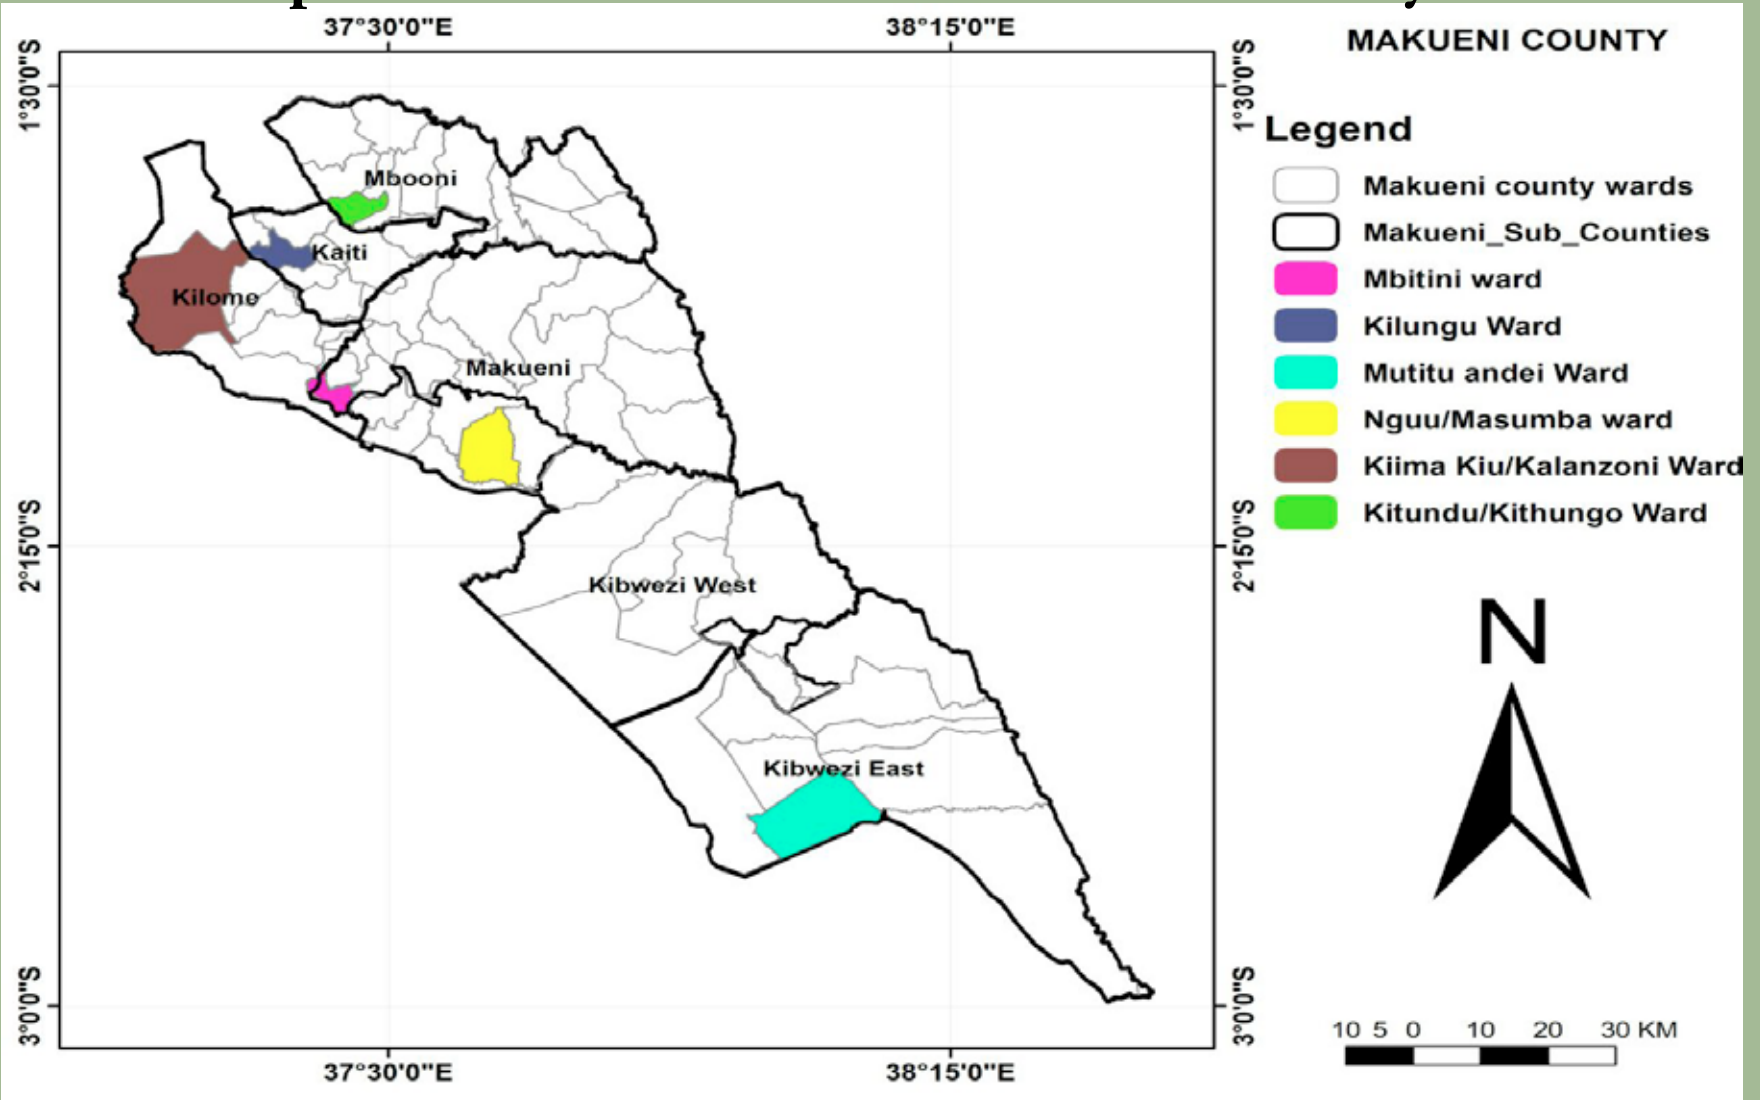 37°30'0"E 38°15'0"E
MAKUENI COUNTY
1°30'0"S
1°30'0"S
Legend
Makueni county wards
Makueni_Sub_Counties
Mbitini ward
Kilungu Ward
Mutitu andei Ward
Nguu/Masumba ward
Kiima Kiu/Kalanzoni Ward
Kitundu/Kithungo Ward
Mbooni
Kaiti
Kilome
Makueni
2°15'0"S
2°15'0"S
Kibwezi West
Kibwezi East
N
3°0'0"S
3°0'0"S
10 5 0 10 20 30 KM
37°30'0"E 38°15'0"E